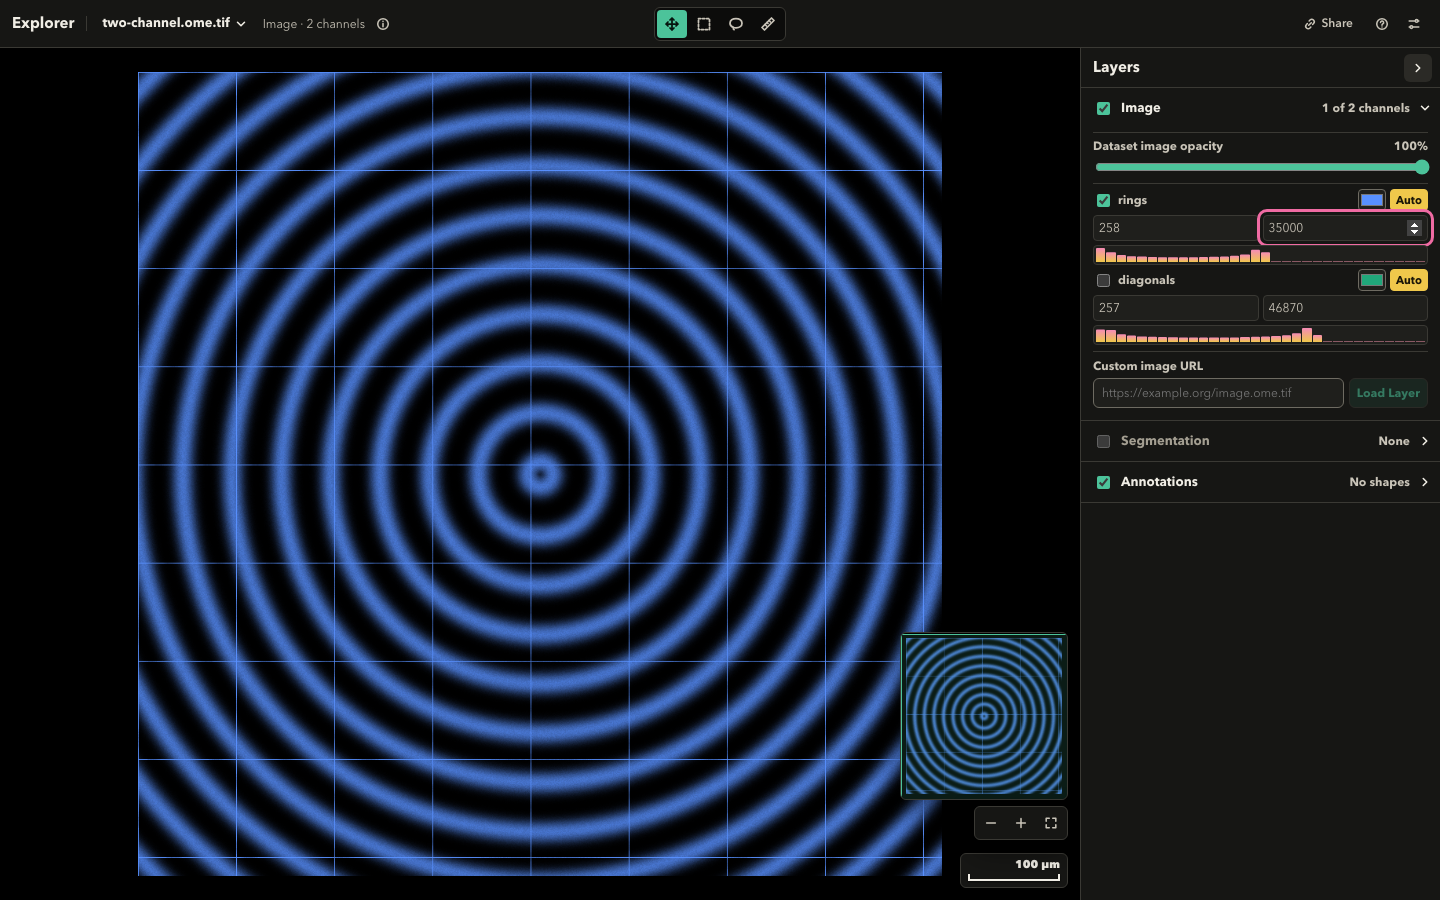 Explorer
two-channel.ome.tif
Image · 2 channels
Share
Layers
Image
1 of 2 channels
Dataset image opacity
100%
rings
Auto
258
35000
diagonals
Auto
257
46870
Custom image URL
https://example.org/image.ome.tif
Load Layer
Segmentation
None
Annotations
No shapes
100 µm